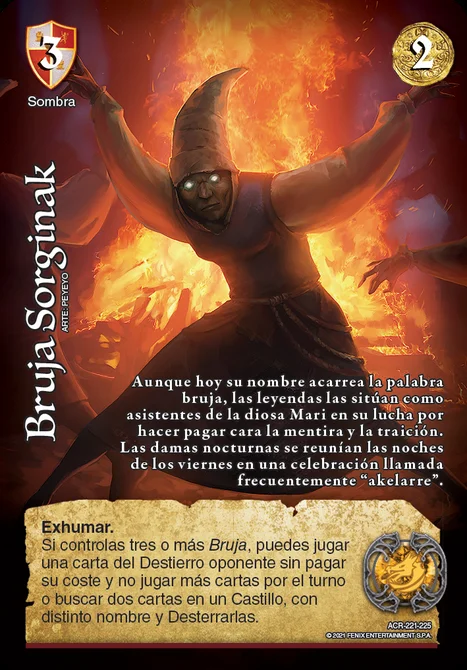 3
2
Sombra
Bruja Sorginak
ARTE: PEYEYO
Aunque hoy su nombre acarrea la palabra
bruja, las leyendas las sitúan como
asistentes de la diosa Mari en su lucha por
hacer pagar cara la mentira y la traición.
Las damas nocturnas se reunían las noches
de los viernes en una celebración llamada
frecuentemente “akelarre”.
Exhumar.
Si controlas tres o más Bruja, puedes jugar
una carta del Destierro oponente sin pagar
su coste y no jugar más cartas por el turno
o buscar dos cartas en un Castillo, con
distinto nombre y Desterrarlas.
ACR-221-225
© 2021 FENIX ENTERTAINMENT S.P.A.